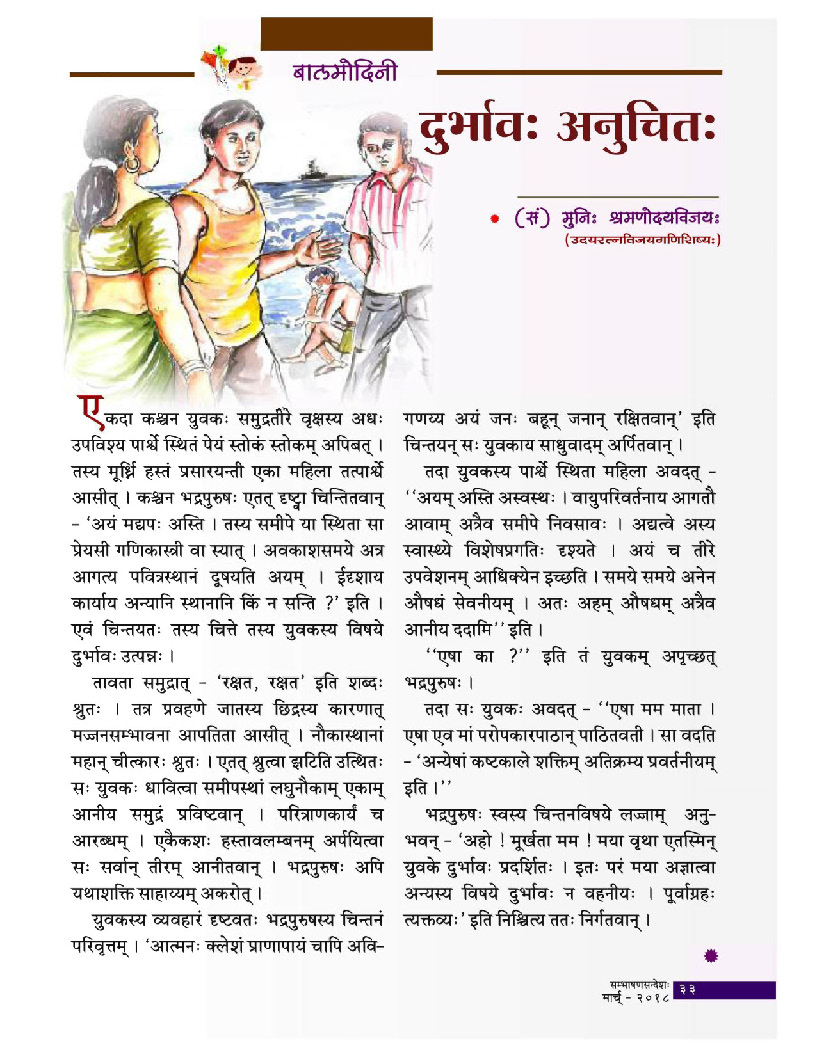 बालमोदिनी
दुर्भावः अनुचितः
(सं) मुनिः श्रमणोदयविजयः
(उदयरत्नविजयगणिशिष्यः)
एकदा कश्चन युवकः समुद्रतीरे वृक्षस्य अधः
उपविश्य पार्श्वे स्थितं पेयं स्तोकं स्तोकम् अपिबत् ।
तस्य मूर्ध्नि हस्तं प्रसारयन्ती एका महिला तत्पार्श्वे
आसीत् । कश्चन भद्रपुरुषः एतत् दृष्ट्वा चिन्तितवान्
- ‘अयं मद्यपः अस्ति । तस्य समीपे या स्थिता सा
प्रेयसी गणिकास्त्री वा स्यात् । अवकाशसमये अत्र
आगत्य पवित्रस्थानं दूषयति अयम् । ईदृशाय
कार्याय अन्यानि स्थानानि किं न सन्ति ?’ इति ।
एवं चिन्तयतः तस्य चित्ते तस्य युवकस्य विषये
दुर्भावः उत्पन्नः ।
तावता समुद्रात् - ‘रक्षत, रक्षत’ इति शब्दः
श्रुतः । तत्र प्रवहणे जातस्य छिद्रस्य कारणात्
मज्जनसम्भावना आपतिता आसीत् । नौकास्थानां
महान् चीत्कारः श्रुतः । एतत् श्रुत्वा झटिति उत्थितः
सः युवकः धावित्वा समीपस्थां लघुनौकाम् एकाम्
आनीय समुद्रं प्रविष्टवान् । परित्राणकार्यं च
आरब्धम् । एकैकशः हस्तावलम्बनम् अर्पयित्वा
सः सर्वान् तीरम् आनीतवान् । भद्रपुरुषः अपि
यथाशक्ति साहाय्यम् अकरोत् ।
युवकस्य व्यवहारं दृष्टवतः भद्रपुरुषस्य चिन्तनं
परिवृत्तम् । ‘आत्मनः क्लेशं प्राणापायं चापि अवि-
गणय्य अयं जनः बहून् जनान् रक्षितवान्’ इति
चिन्तयन् सः युवकाय साधुवादम् अर्पितवान् ।
तदा युवकस्य पार्श्वे स्थिता महिला अवदत् -
‘‘अयम् अस्ति अस्वस्थः । वायुपरिवर्तनाय आगतौ
आवाम् अत्रैव समीपे निवसावः । अद्यत्वे अस्य
स्वास्थ्ये विशेषप्रगतिः दृश्यते । अयं च तीरे
उपवेशनम् आधिक्येन इच्छति । समये समये अनेन
औषधं सेवनीयम् । अतः अहम् औषधम् अत्रैव
आनीय ददामि’’ इति ।
‘‘एषा का ?’’ इति तं युवकम् अपृच्छत्
भद्रपुरुषः ।
तदा सः युवकः अवदत् - ‘‘एषा मम माता ।
एषा एव मां परोपकारपाठान् पाठितवती । सा वदति
- ‘अन्येषां कष्टकाले शक्तिम् अतिक्रम्य प्रवर्तनीयम्
इति ।’’
भद्रपुरुषः स्वस्य चिन्तनविषये लज्जाम् अनु-
भवन् - ‘अहो ! मूर्खता मम ! मया वृथा एतस्मिन्
युवके दुर्भावः प्रदर्शितः । इतः परं मया अज्ञात्वा
अन्यस्य विषये दुर्भावः न वहनीयः । पूर्वाग्रहः
त्यक्तव्यः’ इति निश्चित्य ततः निर्गतवान् ।
सम्भाषणसन्देशः
मार्च् - २०१८
३३